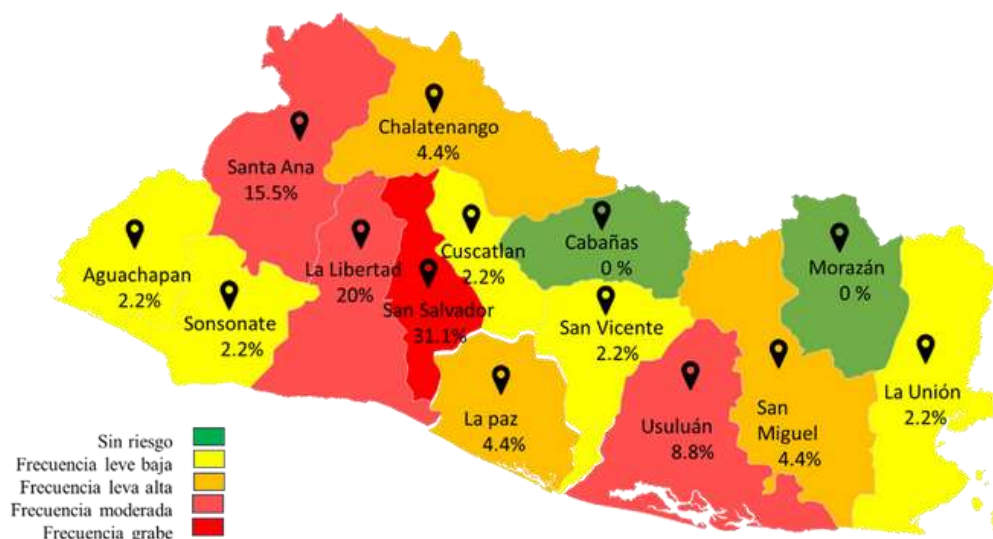 Chalatenango
4.4%
Santa Ana
15.5%
Aguachapan
2.2%
Sonsonate
2.2%
La Libertad
20%
San Salvador
31.1%
Cuscatlan
2.2%
Cabañas
0 %
San Vicente
2.2%
La paz
4.4%
Usuluán
8.8%
San
Miguel
4.4%
Morazán
0 %
La Unión
2.2%
Sin riesgo
Frecuencia leve baja
Frecuencia leva alta
Frecuencia moderada
Frecuencia grabe